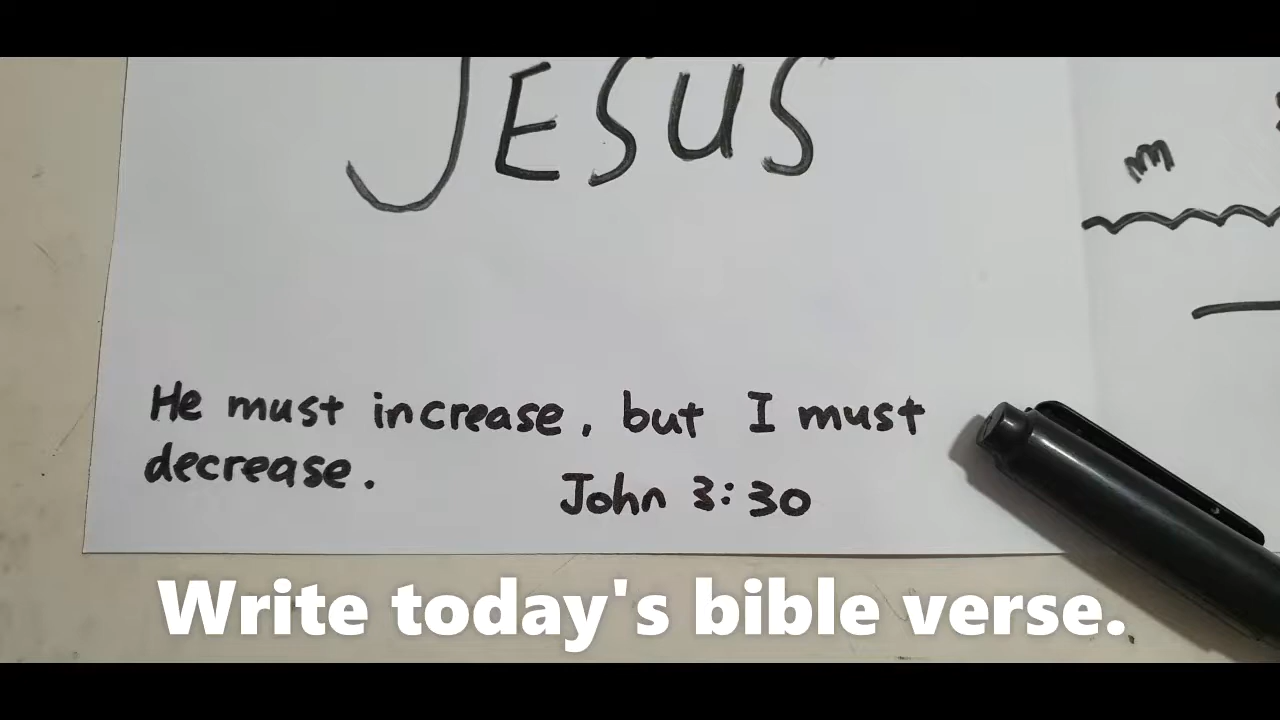 JESUS
m
He must increase, but I must
decrease.
John 3:30
Write today's bible verse.